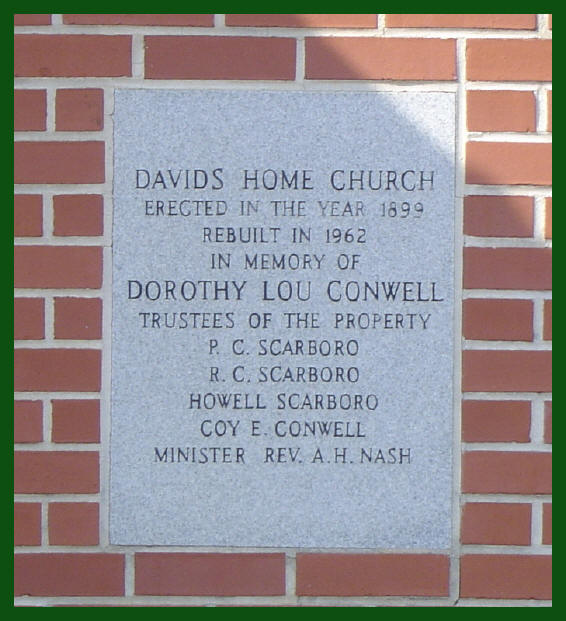 DAVIDS HOME CHURCH
ERECTED IN THE YEAR 1899
REBUILT IN 1962
IN MEMORY OF
DOROTHY LOU CONWELL
TRUSTEES OF THE PROPERTY
P. C. SCARBORO
R. C. SCARBORO
HOWELL SCARBORO
COY E. CONWELL
MINISTER REV. A.H. NASH